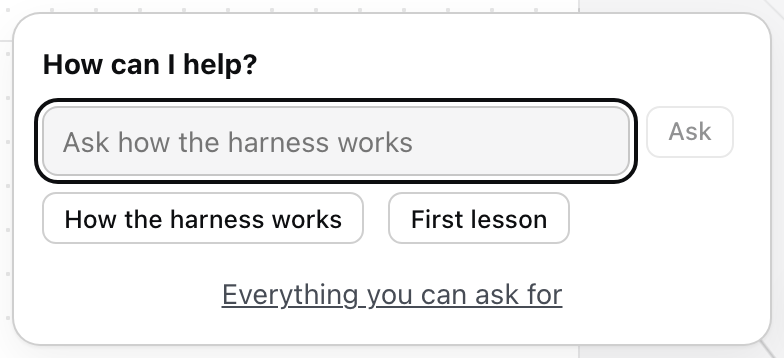 How can I help?
Ask how the harness works
Ask
How the harness works
First lesson
Everything you can ask for